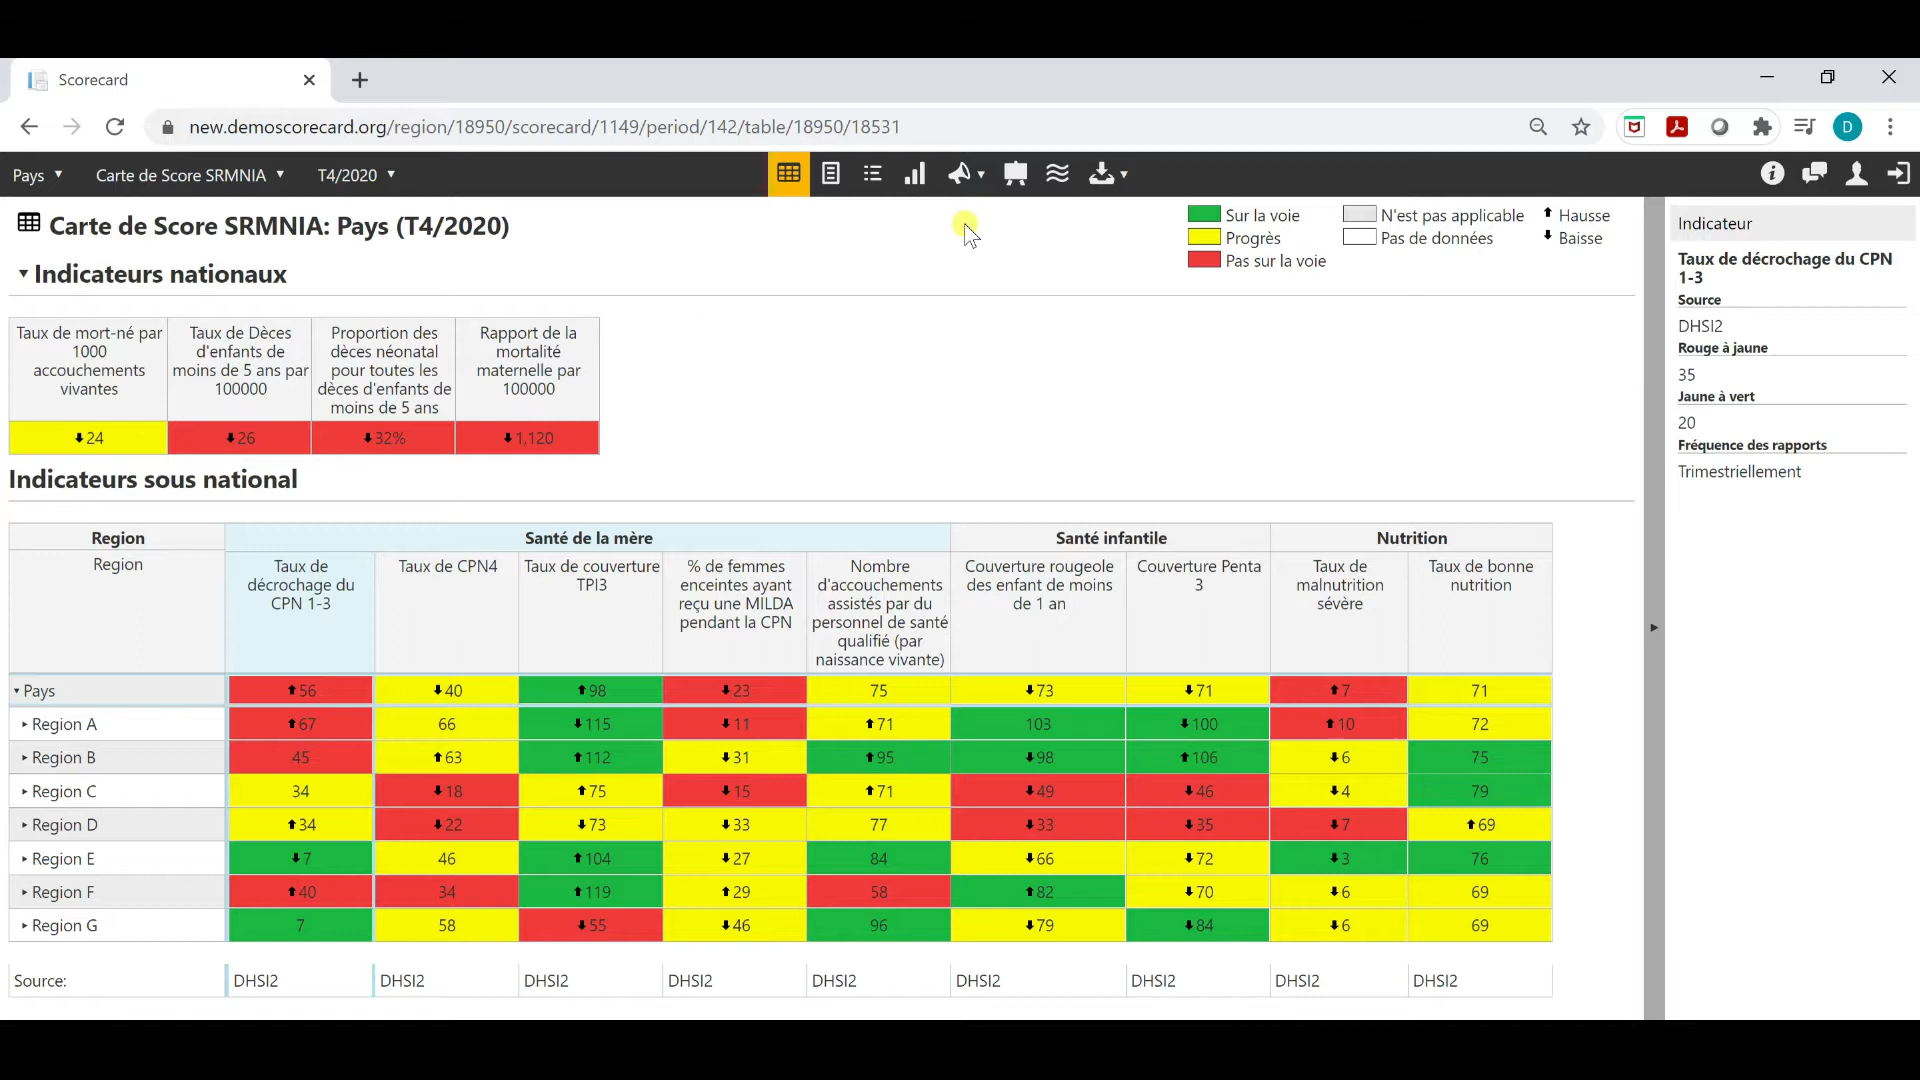 Scorecard
new.demoscorecard.org/region/18950/scorecard/1149/period/142/table/18950/18531
D
Pays Carte de Score SRMNIA T4/2020
Carte de Score SRMNIA: Pays (T4/2020)
Sur la voie N'est pas applicable Hausse
Progrès Pas de données Baisse
Pas sur la voie
Indicateurs nationaux
Taux de mort-né par 1000 accouchements vivantes
Taux de Dèces d'enfants de moins de 5 ans par 100000
Proportion des dèces néonatal pour toutes les dèces d'enfants de moins de 5 ans
Rapport de la mortalité maternelle par 100000
24 26 32% 1,120
Indicateurs sous national
Region Santé de la mère Santé infantile Nutrition
Region
Taux de décrochage du CPN 1-3
Taux de CPN4
Taux de couverture TPI3
% de femmes enceintes ayant reçu une MILDA pendant la CPN
Nombre d'accouchements assistés par du personnel de santé qualifié (par naissance vivante)
Couverture rougeole des enfant de moins de 1 an
Couverture Penta 3
Taux de malnutrition sévère
Taux de bonne nutrition
Pays 56 40 98 23 75 73 71 7 71
Region A 67 66 115 11 71 103 100 10 72
Region B 45 63 112 31 95 98 106 6 75
Region C 34 18 75 15 71 49 46 4 79
Region D 34 22 73 33 77 33 35 7 69
Region E 7 46 104 27 84 66 72 3 76
Region F 40 34 119 29 58 82 70 6 69
Region G 7 58 55 46 96 79 84 6 69
Source: DHSI2 DHSI2 DHSI2 DHSI2 DHSI2 DHSI2 DHSI2 DHSI2 DHSI2
Indicateur
Taux de décrochage du CPN
1-3
Source
DHSI2
Rouge à jaune
35
Jaune à vert
20
Fréquence des rapports
Trimestriellement